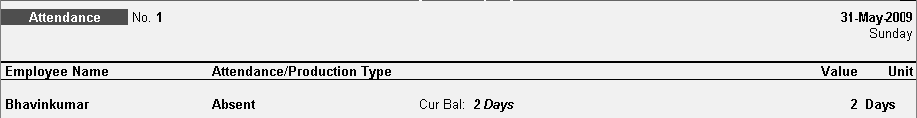 Attendance No. 1 31-May-2009
Sunday
Employee Name Attendance/Production Type Value Unit
Bhavinkumar Absent Cur Bal: 2 Days 2 Days